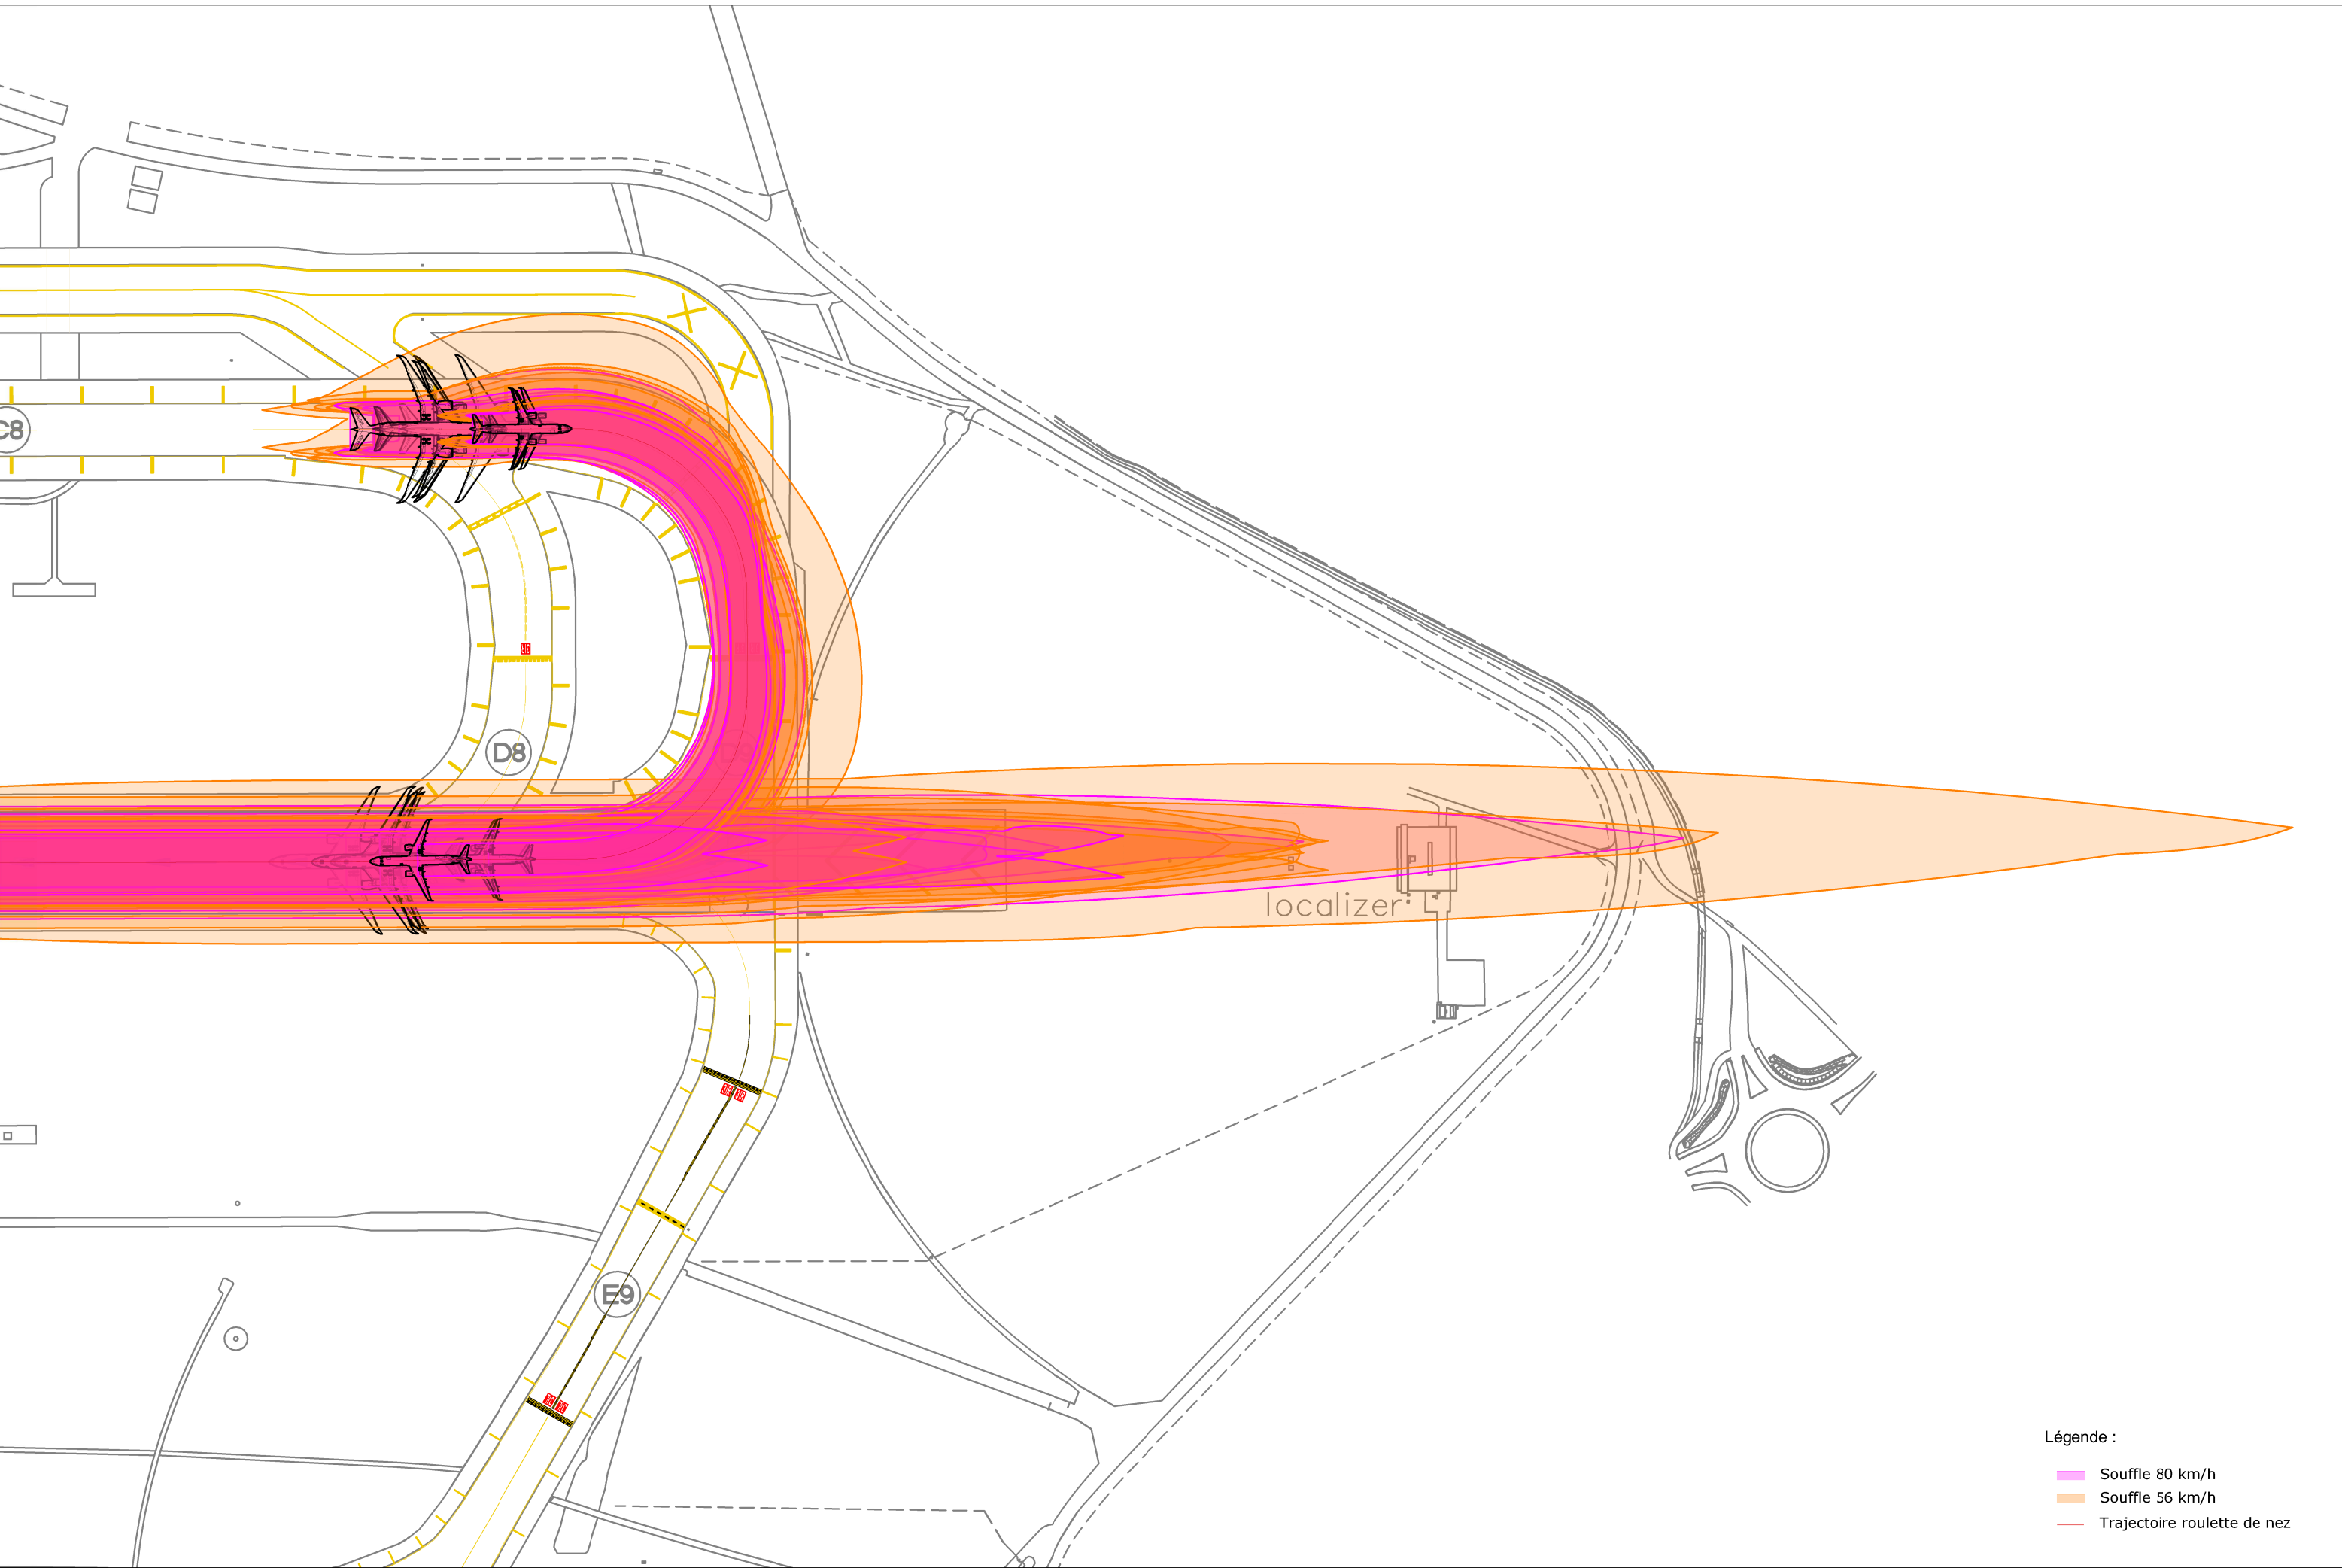 C8
D8
localizer
E9
Légende :
Souffle 80 km/h
Souffle 56 km/h
Trajectoire roulette de nez